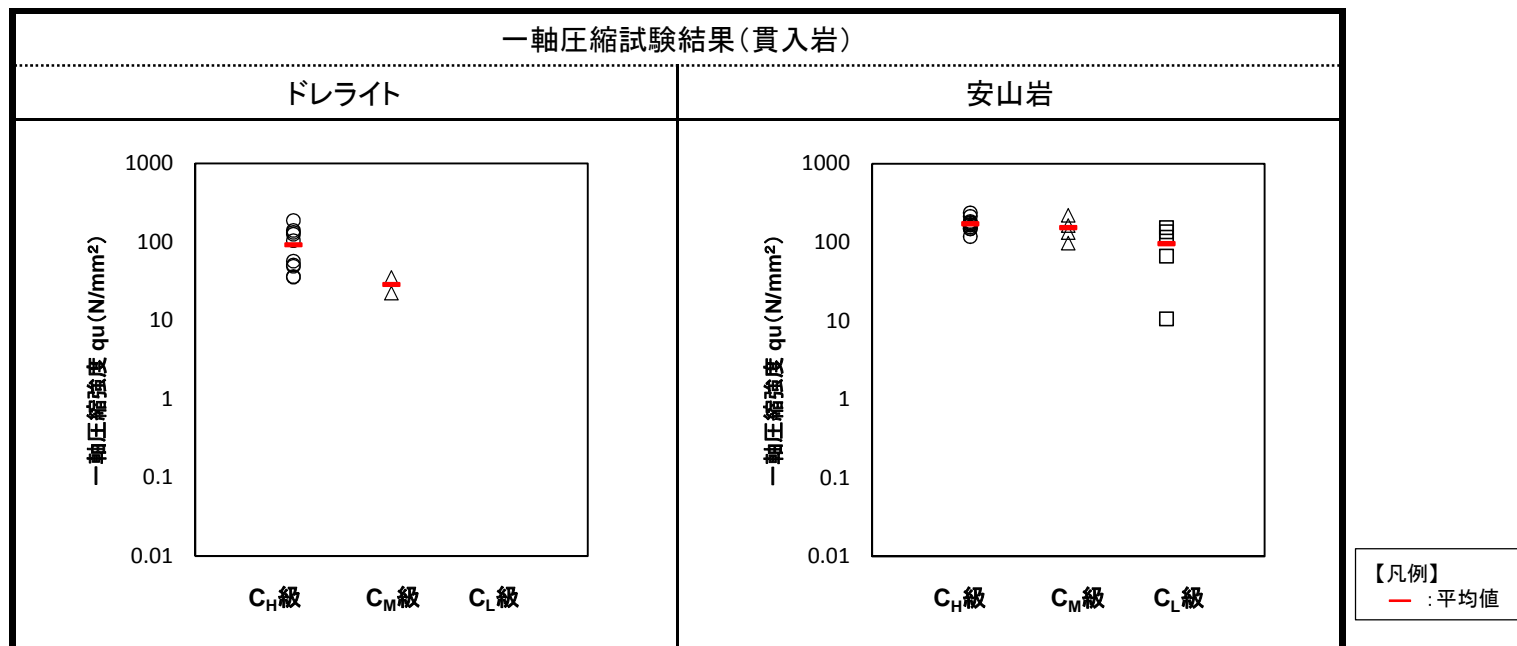 一軸圧縮試験結果(貫入岩)
ドレライト
安山岩
一軸圧縮強度 qu(N/mm²)
1000
100
10
1
0.1
0.01
CH級 CM級 CL級
一軸圧縮強度 qu(N/mm²)
1000
100
10
1
0.1
0.01
CH級 CM級 CL級
【凡例】
:平均値